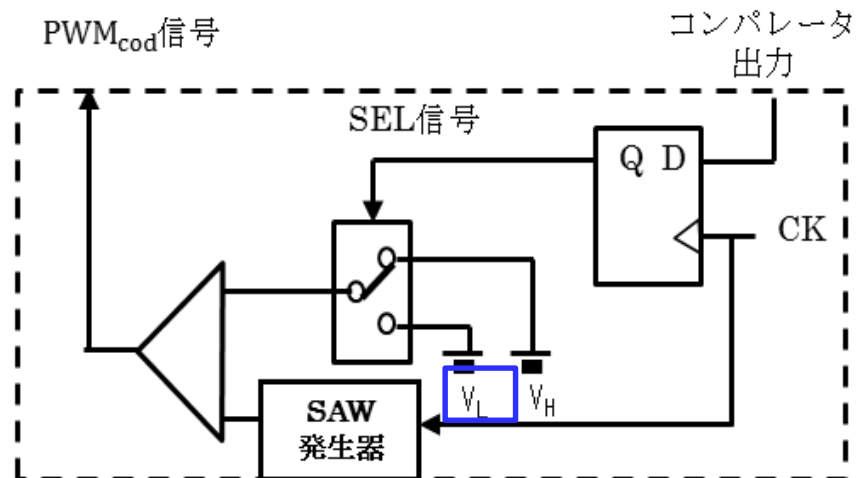 PWMcod信号
コンパレータ
出力
SEL信号
Q D
CK
VL VH
SAW
発生器